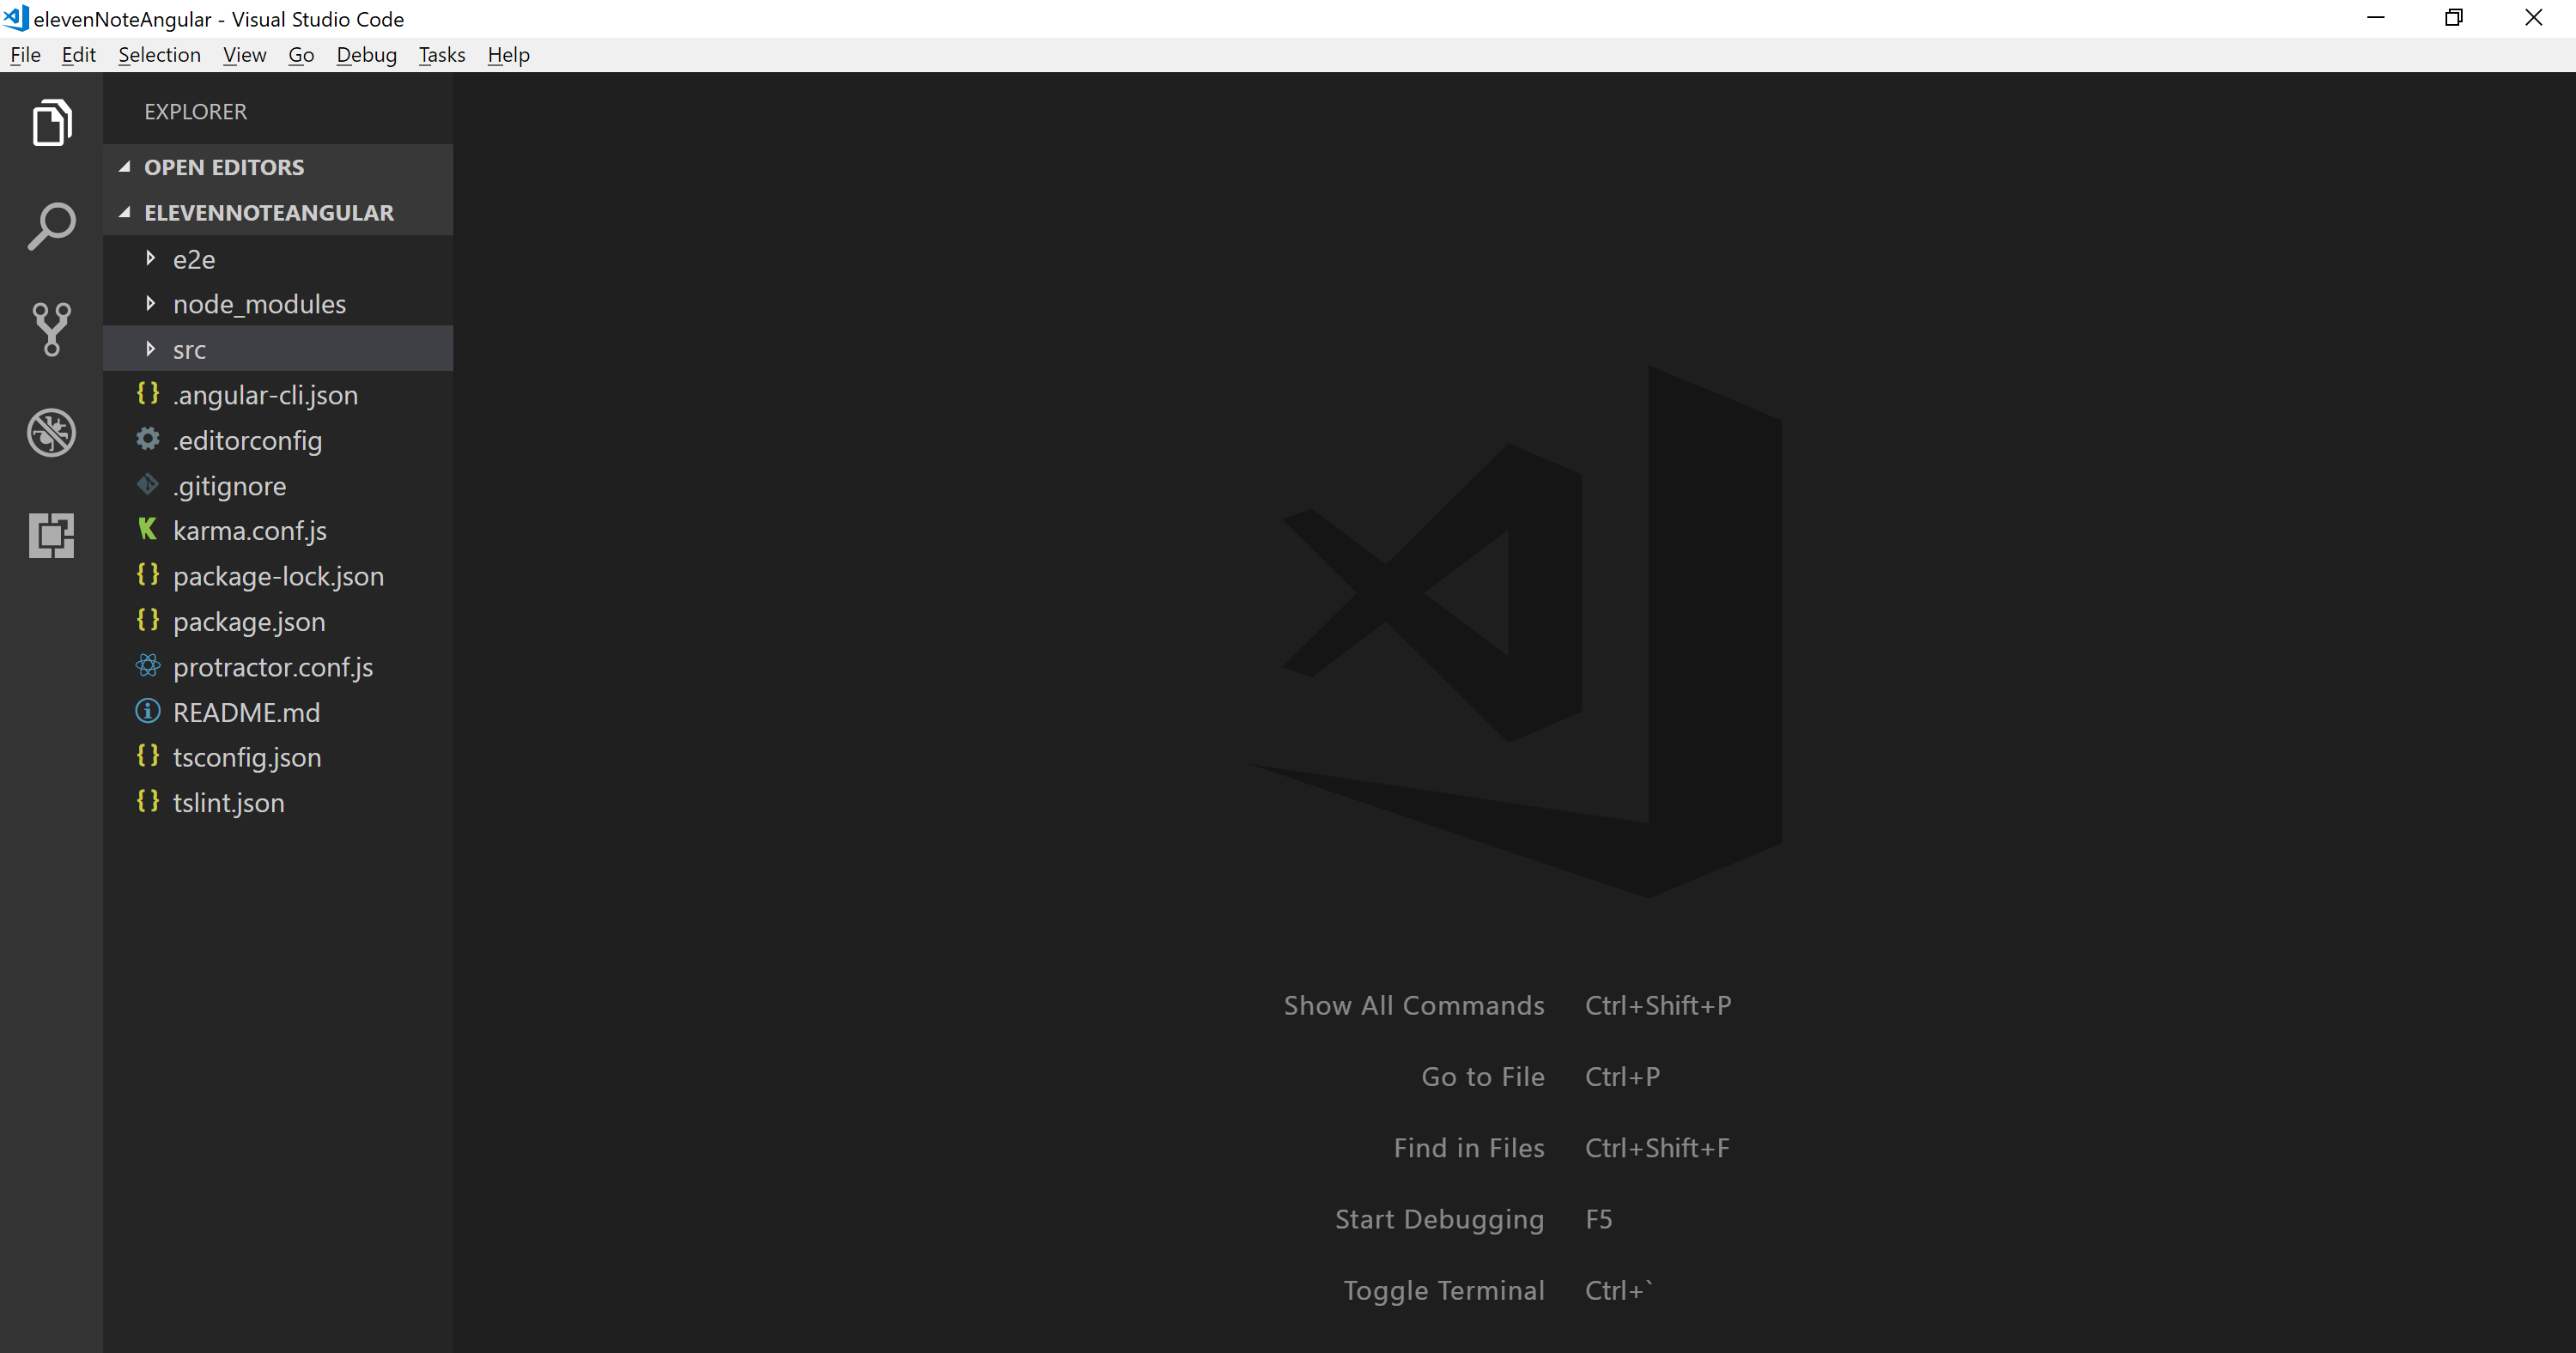 elevenNoteAngular - Visual Studio Code
File Edit Selection View Go Debug Tasks Help
EXPLORER
OPEN EDITORS
ELEVENNOTEANGULAR
e2e
node_modules
src
{} .angular-cli.json
.editorconfig
.gitignore
K karma.conf.js
{} package-lock.json
{} package.json
protractor.conf.js
i README.md
{} tsconfig.json
{} tslint.json
Show All Commands Ctrl+Shift+P
Go to File Ctrl+P
Find in Files Ctrl+Shift+F
Start Debugging F5
Toggle Terminal Ctrl+`